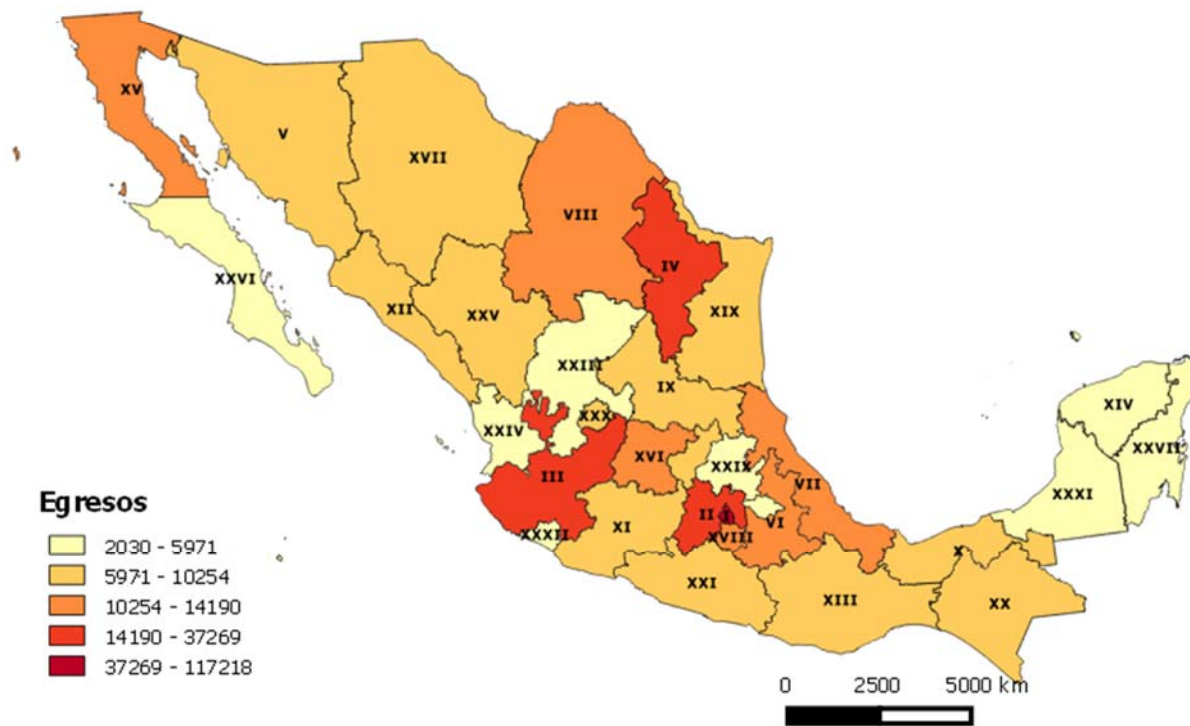 XV
V
XVII
VIII
XXVI
IV
XII
XXV
XIX
XXIII
IX
XXIV
XXX
XIV
III
XVI
XXIX
XXVII
VII
XXXI
II
I
VI
XXXII
XI
XVIII
X
XXI
XIII
XX
Egresos
2030 - 5971
5971 - 10254
10254 - 14190
14190 - 37269
37269 - 117218
0 2500 5000 km